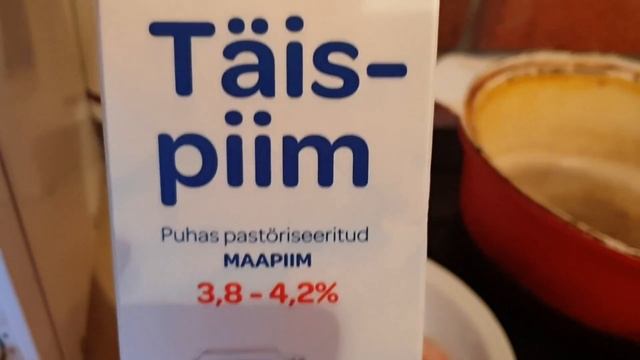 Täis-
piim
Puhas pastöriseeritud
MAAPIIM
3,8 - 4,2%